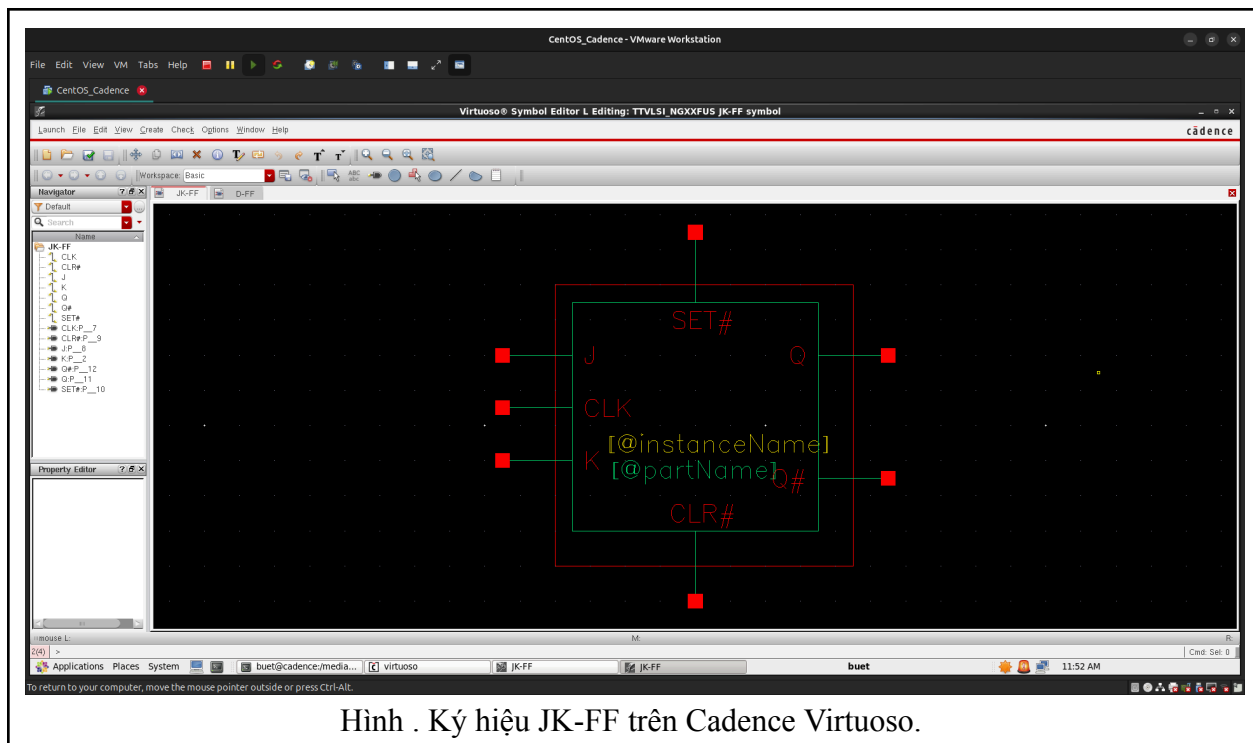 CentOS_Cadence - VMware Workstation
File Edit View VM Tabs Help
CentOS_Cadence
Virtuoso® Symbol Editor L Editing: TTVLSI_NGXXFUS JK-FF symbol
Launch File Edit View Create Check Options Window Help
cādence
Workspace: Basic
Navigator
JK-FF D-FF
Default
Search
Name
JK-FF
CLK
CLR#
J
K
Q
Q#
SET#
CLK:P__7
CLR#:P__9
J:P__8
K:P__2
Q#:P__12
Q:P__11
SET#:P__10
Property Editor
SET#
J Q
CLK
[@instanceName]
K
[@partName]
Q#
CLR#
mouse L: M: R:
2(4) >
Cmd: Sel: 0
Applications Places System buet@cadence:/media... virtuoso JK-FF JK-FF buet 11:52 AM
To return to your computer, move the mouse pointer outside or press Ctrl-Alt.
Hình . Ký hiệu JK-FF trên Cadence Virtuoso.